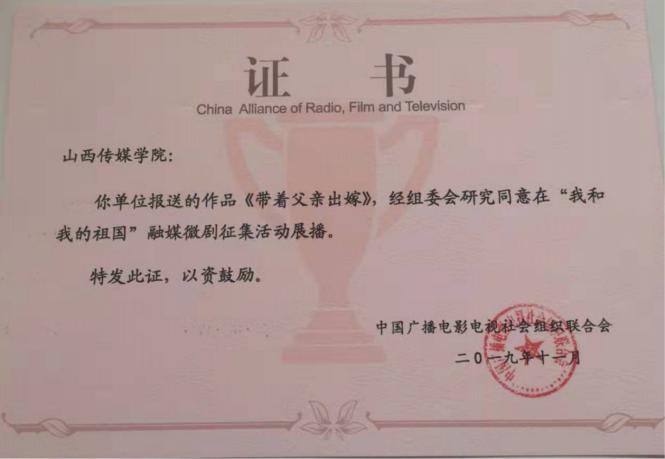 证 书
China Alliance of Radio, Film and Television
山西传媒学院：
你单位报送的作品《带着父亲出嫁》，经组委会研究同意在“我和
我的祖国”融媒微剧征集活动展播。
特发此证，以资鼓励。
中国广播电影电视社会组织联合会
二0一九年十一月